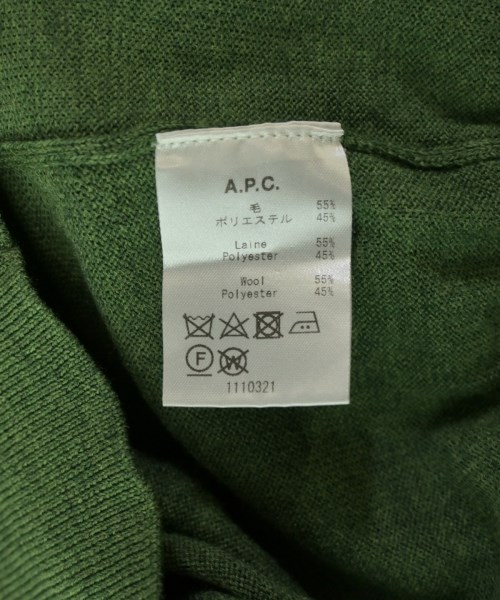 A.P.C.
毛 55%
ポリエステル 45%
Laine 55%
Polyester 45%
Wool 55%
Polyester 45%
F W
1110321